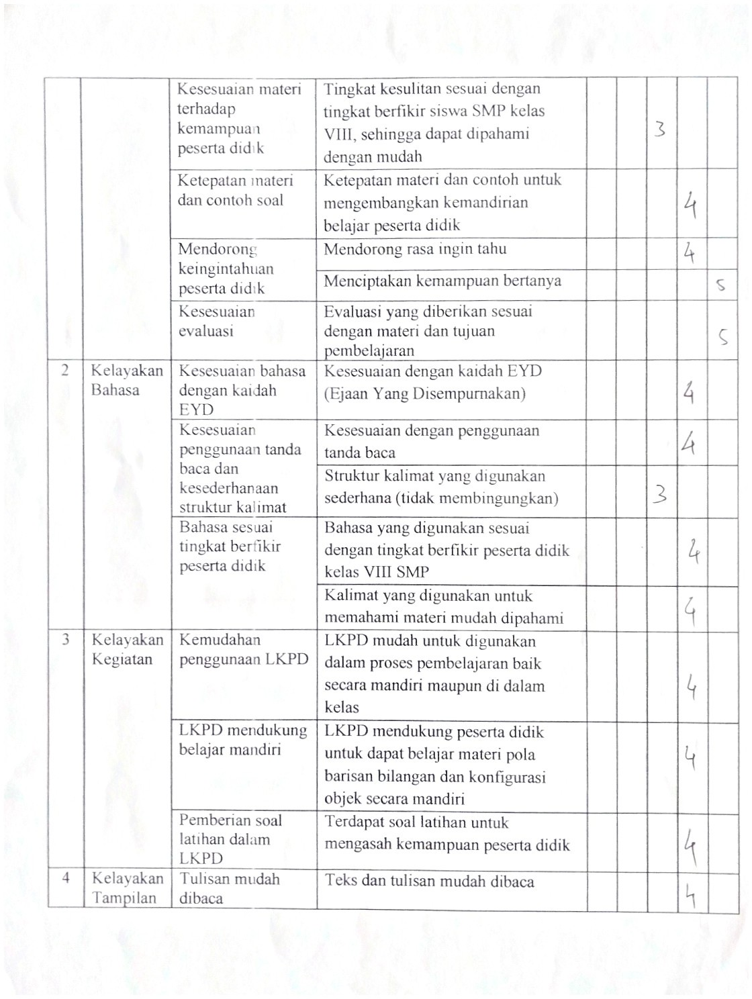 Kesesuaian materi
terhadap
kemampuan
peserta didik
Tingkat kesulitan sesuai dengan
tingkat berfikir siswa SMP kelas
VIII, sehingga dapat dipahami
dengan mudah
3
Ketepatan materi
dan contoh soal
Ketepatan materi dan contoh untuk
mengembangkan kemandirian
belajar peserta didik
4
Mendorong
keingintahuan
peserta didik
Mendorong rasa ingin tahu
4
Menciptakan kemampuan bertanya
5
Kesesuaian
evaluasi
Evaluasi yang diberikan sesuai
dengan materi dan tujuan
pembelajaran
5
2
Kelayakan
Bahasa
Kesesuaian bahasa
dengan kaidah
EYD
Kesesuaian dengan kaidah EYD
(Ejaan Yang Disempurnakan)
4
Kesesuaian
penggunaan tanda
baca dan
kesederhanaan
struktur kalimat
Kesesuaian dengan penggunaan
tanda baca
4
Struktur kalimat yang digunakan
sederhana (tidak membingungkan)
3
Bahasa sesuai
tingkat berfikir
peserta didik
Bahasa yang digunakan sesuai
dengan tingkat berfikir peserta didik
kelas VIII SMP
4
Kalimat yang digunakan untuk
memahami materi mudah dipahami
4
3
Kelayakan
Kegiatan
Kemudahan
penggunaan LKPD
LKPD mudah untuk digunakan
dalam proses pembelajaran baik
secara mandiri maupun di dalam
kelas
4
LKPD mendukung
belajar mandiri
LKPD mendukung peserta didik
untuk dapat belajar materi pola
barisan bilangan dan konfigurasi
objek secara mandiri
4
Pemberian soal
latihan dalam
LKPD
Terdapat soal latihan untuk
mengasah kemampuan peserta didik
4
4
Kelayakan
Tampilan
Tulisan mudah
dibaca
Teks dan tulisan mudah dibaca
4